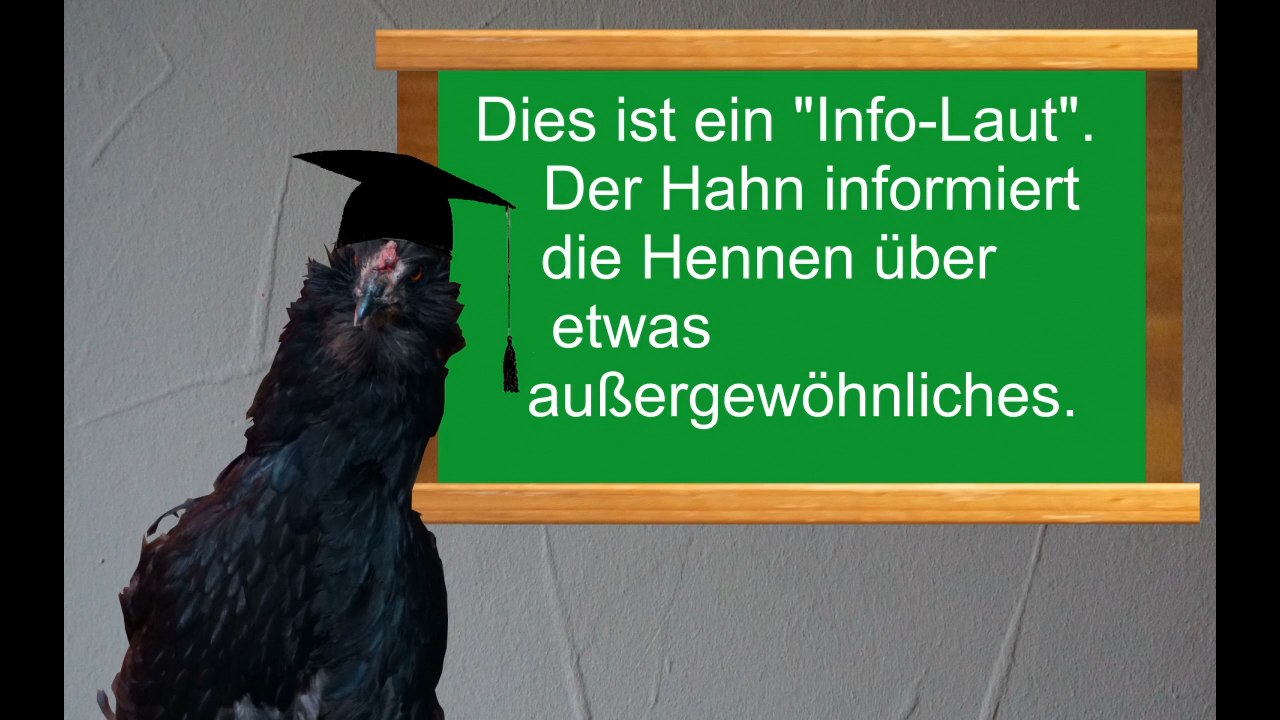 Dies ist ein "Info-Laut".
Der Hahn informiert
die Hennen über
etwas
außergewöhnliches.